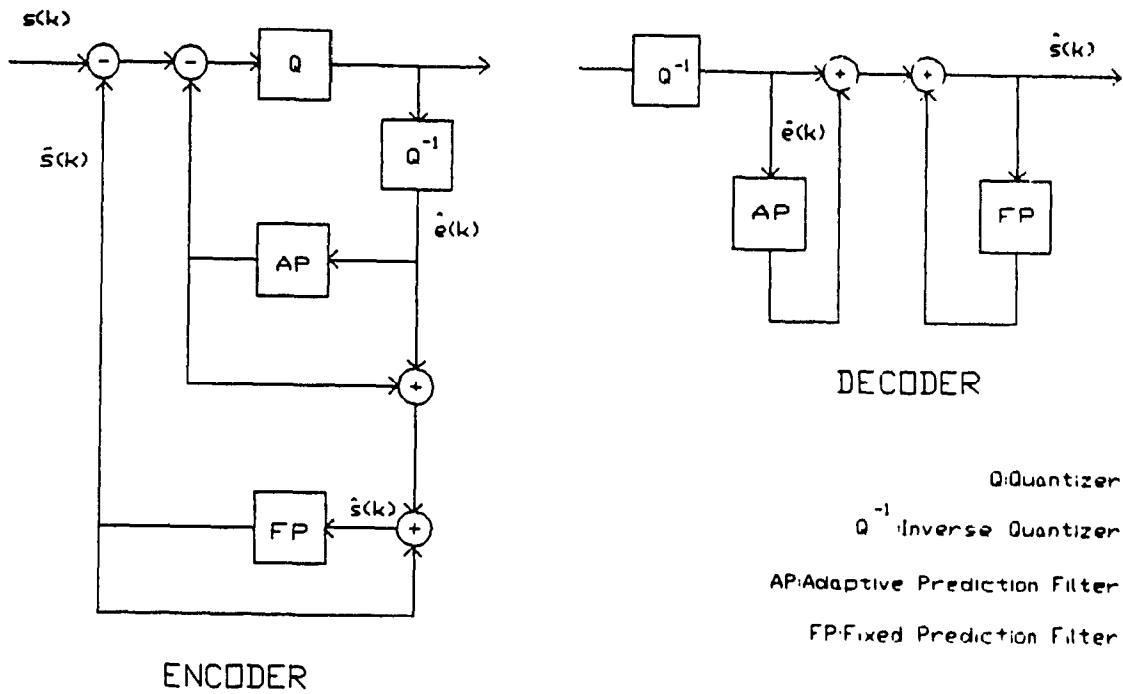 s(k)
-
-
Q
Q⁻¹
s̃(k)
ê(k)
AP
+
ŝ(k)
FP
+
ENCODER
Q⁻¹
+
+
ŝ(k)
ê(k)
AP
FP
DECODER
Q:Quantizer
Q⁻¹:Inverse Quantizer
AP:Adaptive Prediction Filter
FP:Fixed Prediction Filter